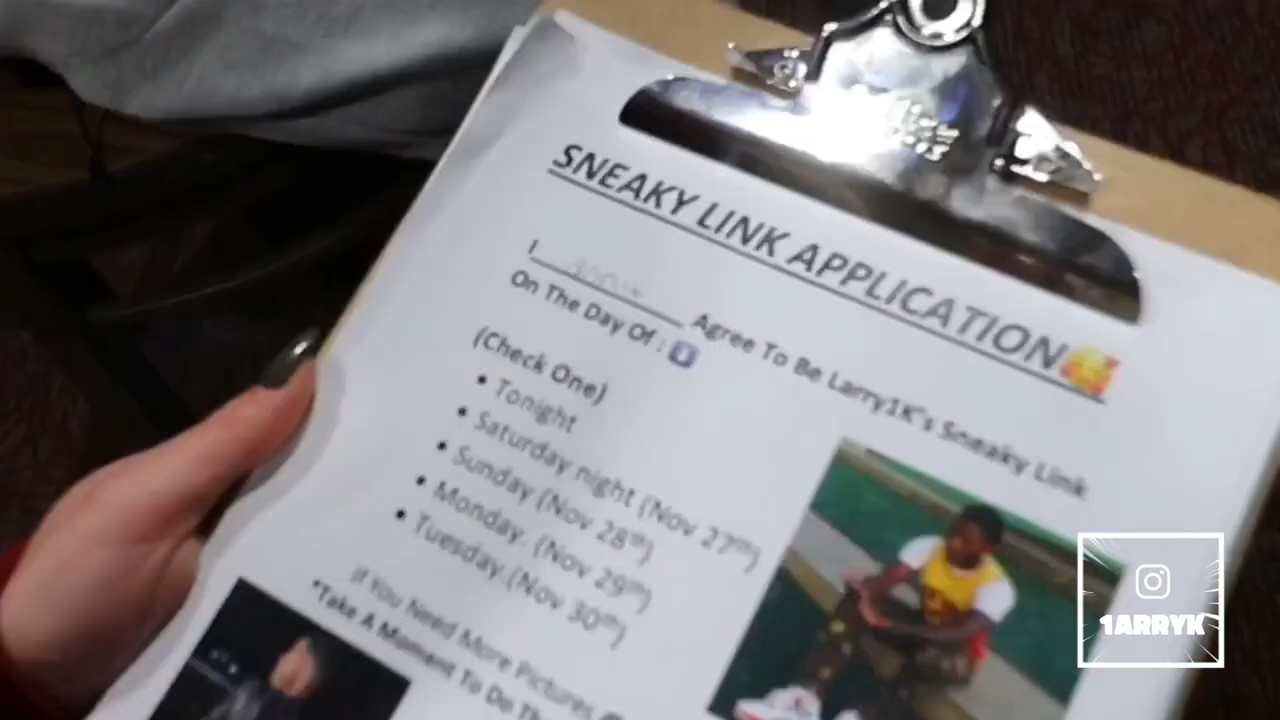 SNEAKY LINK APPLICATION🥰
I Agree To Be Larry1K's Sneaky Link
On The Day Of : ⬇
(Check One)
• Tonight
• Saturday night (Nov 27th)
• Sunday (Nov 28th)
• Monday. (Nov 29th)
• Tuesday.(Nov 30th)
If You Need More Pictures
*Take A Moment To Do
1ARRYK